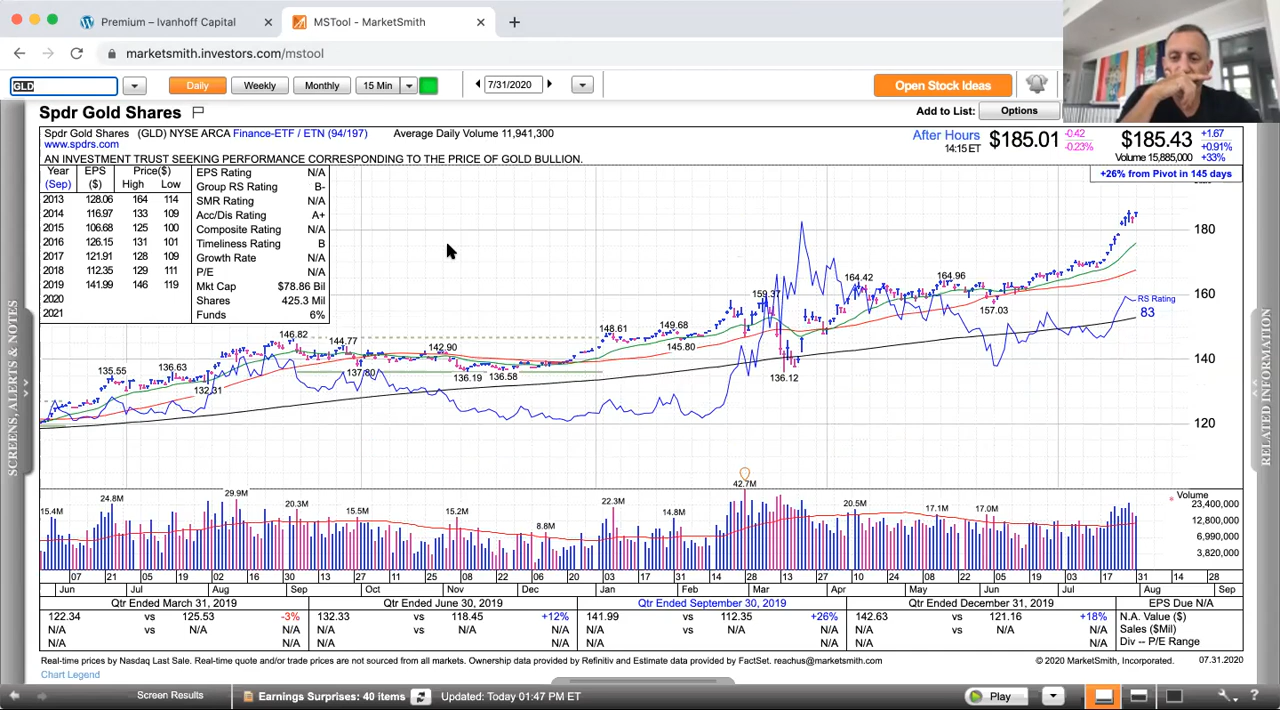 Premium – Ivanhoff Capital
MSTool - MarketSmith
marketsmith.investors.com/mstool
GLD Daily Weekly Monthly 15 Min 7/31/2020 Open Stock Ideas
Spdr Gold Shares Add to List: Options
Spdr Gold Shares (GLD) NYSE ARCA Finance-ETF / ETN (94/197) Average Daily Volume 11,941,300
www.spdrs.com
AN INVESTMENT TRUST SEEKING PERFORMANCE CORRESPONDING TO THE PRICE OF GOLD BULLION.
After Hours $185.01 -0.42 $185.43 +1.67
14:15 ET -0.23% +0.91%
Volume 15,885,000 +33%
+26% from Pivot in 145 days
Year EPS Price($)
(Sep) ($) High Low
2013 128.06 164 114
2014 116.97 133 109
2015 106.68 125 100
2016 126.15 131 101
2017 121.91 128 109
2018 112.35 129 111
2019 141.99 146 119
2020
2021
EPS Rating N/A
Group RS Rating B-
SMR Rating N/A
Acc/Dis Rating A+
Composite Rating N/A
Timeliness Rating B
Growth Rate N/A
P/E N/A
Mkt Cap $78.86 Bil
Shares 425.3 Mil
Funds 6%
180
164.42 164.96
159.37 160
157.03
RS Rating
83
146.82 148.61 149.68
144.77 142.90 145.80
140
135.55 136.63 137.80
136.19 136.58 136.12
132.31
120
42.7M
Volume
15.4M 24.8M 29.9M 20.3M 15.5M 15.2M 8.8M 22.3M 14.8M 20.5M 17.1M 17.0M
23,400,000
12,800,000
6,990,000
3,820,000
07 21 05 19 02 16 30 13 27 11 25 08 22 06 20 03 17 31 14 28 13 27 10 24 08 22 05 19 03 17 31 14 28
Jun Jul Aug Sep Oct Nov Dec Jan Feb Mar Apr May Jun Jul Aug Sep
Qtr Ended March 31, 2019 Qtr Ended June 30, 2019 Qtr Ended September 30, 2019 Qtr Ended December 31, 2019 EPS Due N/A
122.34 vs 125.53 -3% 132.33 vs 118.45 +12% 141.99 vs 112.35 +26% 142.63 vs 121.16 +18% N.A. Value ($)
N/A vs N/A N/A N/A vs N/A N/A N/A vs N/A N/A N/A vs N/A N/A Sales ($Mil)
N/A N/A N/A N/A N/A N/A N/A N/A Div -- P/E Range
Real-time prices by Nasdaq Last Sale. Real-time quote and/or trade prices are not sourced from all markets. Ownership data provided by Refinitiv and Estimate data provided by FactSet. reachus@marketsmith.com © 2020 MarketSmith, Incorporated. 07.31.2020
Chart Legend
SCREENS, ALERTS & NOTES
RELATED INFORMATION
Screen Results Earnings Surprises: 40 items Updated: Today 01:47 PM ET Play